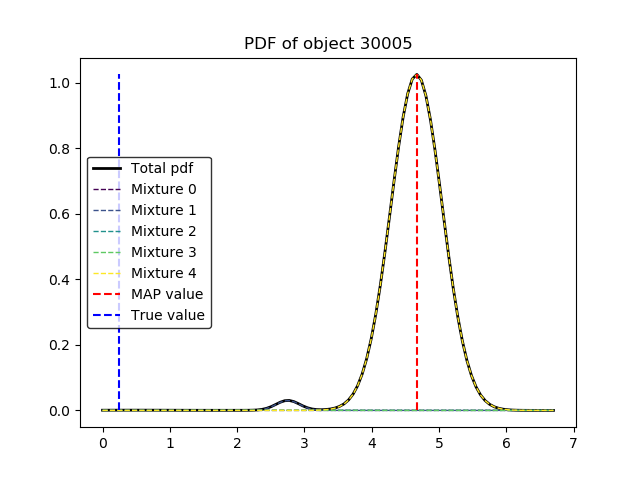 PDF of object 30005
1.0
0.8
0.6
0.4
0.2
0.0
Total pdf
Mixture 0
Mixture 1
Mixture 2
Mixture 3
Mixture 4
MAP value
True value
0 1 2 3 4 5 6 7